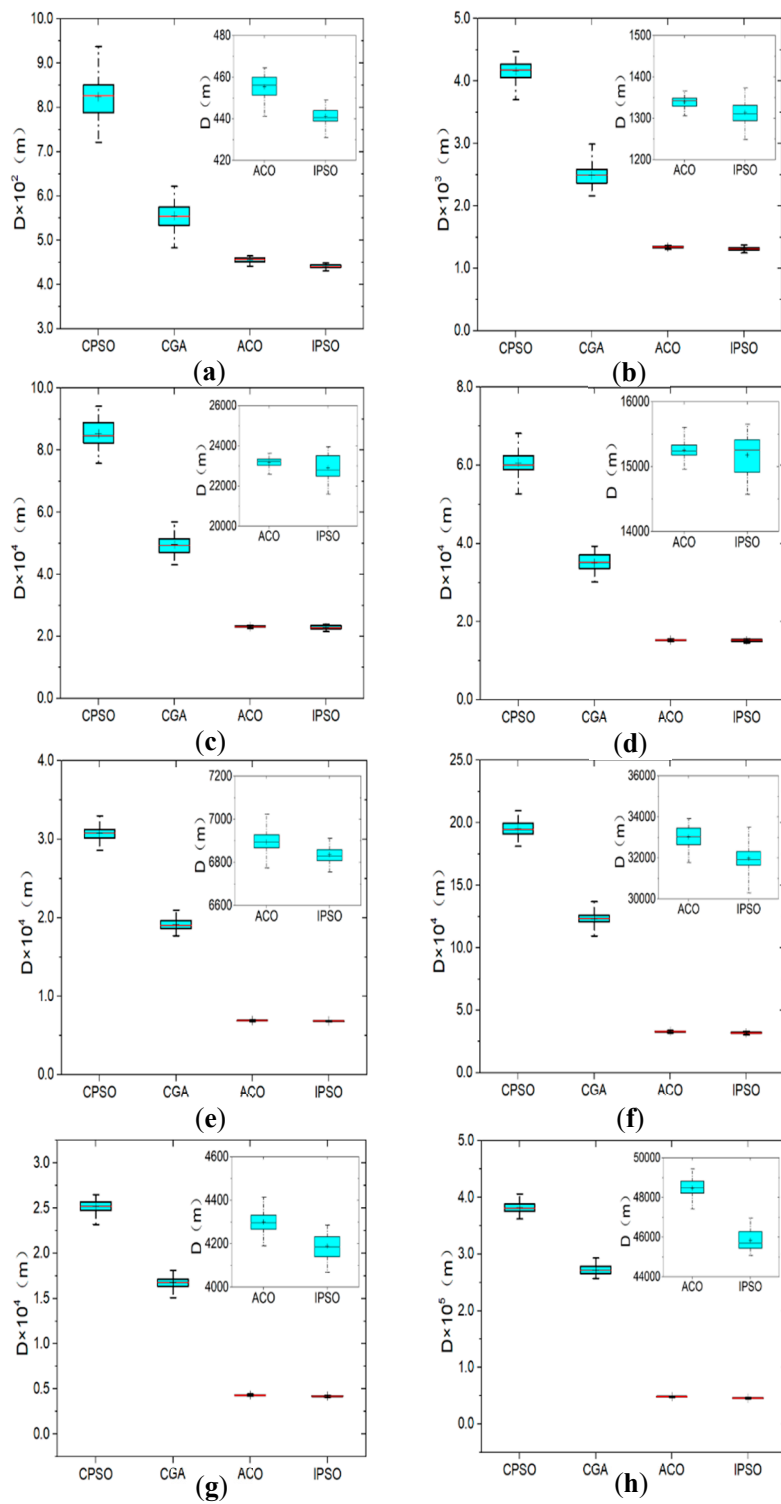 10.0
9.0
8.0
7.0
6.0
5.0
4.0
3.0
D×10² (m)
CPSO CGA ACO IPSO
480
460
440
420
D (m)
ACO IPSO
(a)
5.0
4.0
3.0
2.0
1.0
0.0
D×10³ (m)
CPSO CGA ACO IPSO
1500
1400
1300
1200
D (m)
ACO IPSO
(b)
10.0
8.0
6.0
4.0
2.0
0.0
D×10⁴ (m)
CPSO CGA ACO IPSO
26000
24000
22000
20000
D (m)
ACO IPSO
(c)
8.0
6.0
4.0
2.0
0.0
D×10⁴ (m)
CPSO CGA ACO IPSO
16000
15000
14000
D (m)
ACO IPSO
(d)
4.0
3.0
2.0
1.0
0.0
D×10⁴ (m)
CPSO CGA ACO IPSO
7200
7000
6800
6600
D (m)
ACO IPSO
(e)
25.0
20.0
15.0
10.0
5.0
0.0
D×10⁴ (m)
CPSO CGA ACO IPSO
36000
34000
32000
30000
D (m)
ACO IPSO
(f)
3.0
2.5
2.0
1.5
1.0
0.5
0.0
D×10⁴ (m)
CPSO CGA ACO IPSO
4600
4400
4200
4000
D (m)
ACO IPSO
(g)
5.0
4.0
3.0
2.0
1.0
0.0
D×10⁵ (m)
CPSO CGA ACO IPSO
50000
48000
46000
44000
D (m)
ACO IPSO
(h)